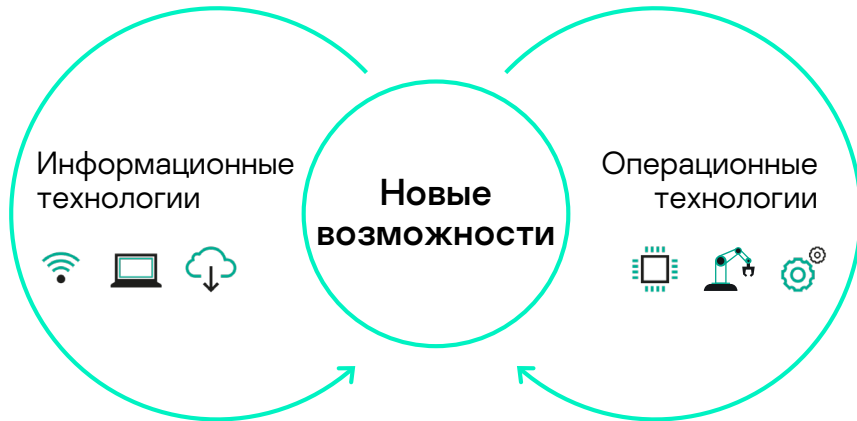 Информационные
технологии
Новые
возможности
Операционные
технологии